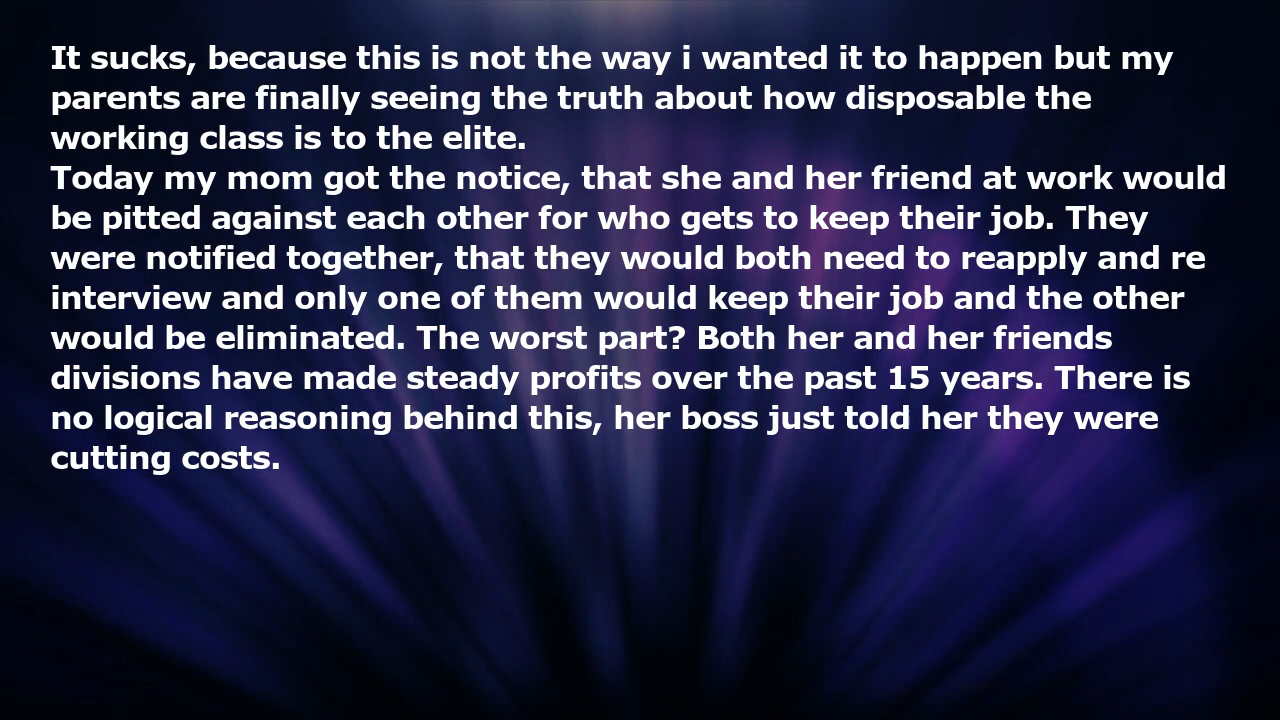 It sucks, because this is not the way i wanted it to happen but my
parents are finally seeing the truth about how disposable the
working class is to the elite.
Today my mom got the notice, that she and her friend at work would
be pitted against each other for who gets to keep their job. They
were notified together, that they would both need to reapply and re
interview and only one of them would keep their job and the other
would be eliminated. The worst part? Both her and her friends
divisions have made steady profits over the past 15 years. There is
no logical reasoning behind this, her boss just told her they were
cutting costs.